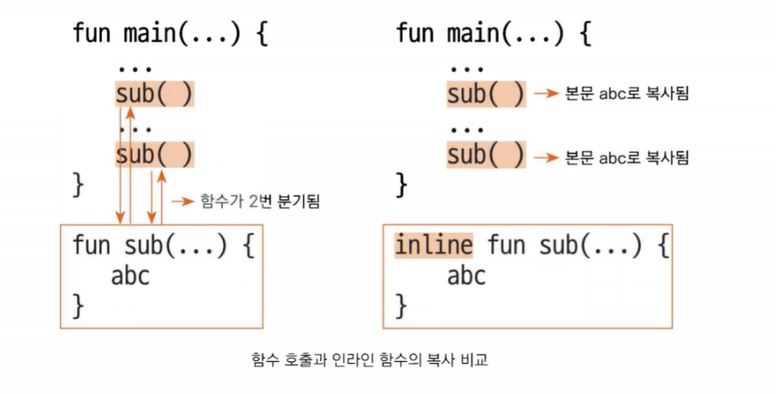 fun main(...) {
...
sub( )
...
sub( )
}
함수가 2번 분기됨
fun sub(...) {
abc
}
fun main(...) {
...
sub( ) 본문 abc로 복사됨
...
sub( ) 본문 abc로 복사됨
}
inline fun sub(...) {
abc
}
함수 호출과 인라인 함수의 복사 비교